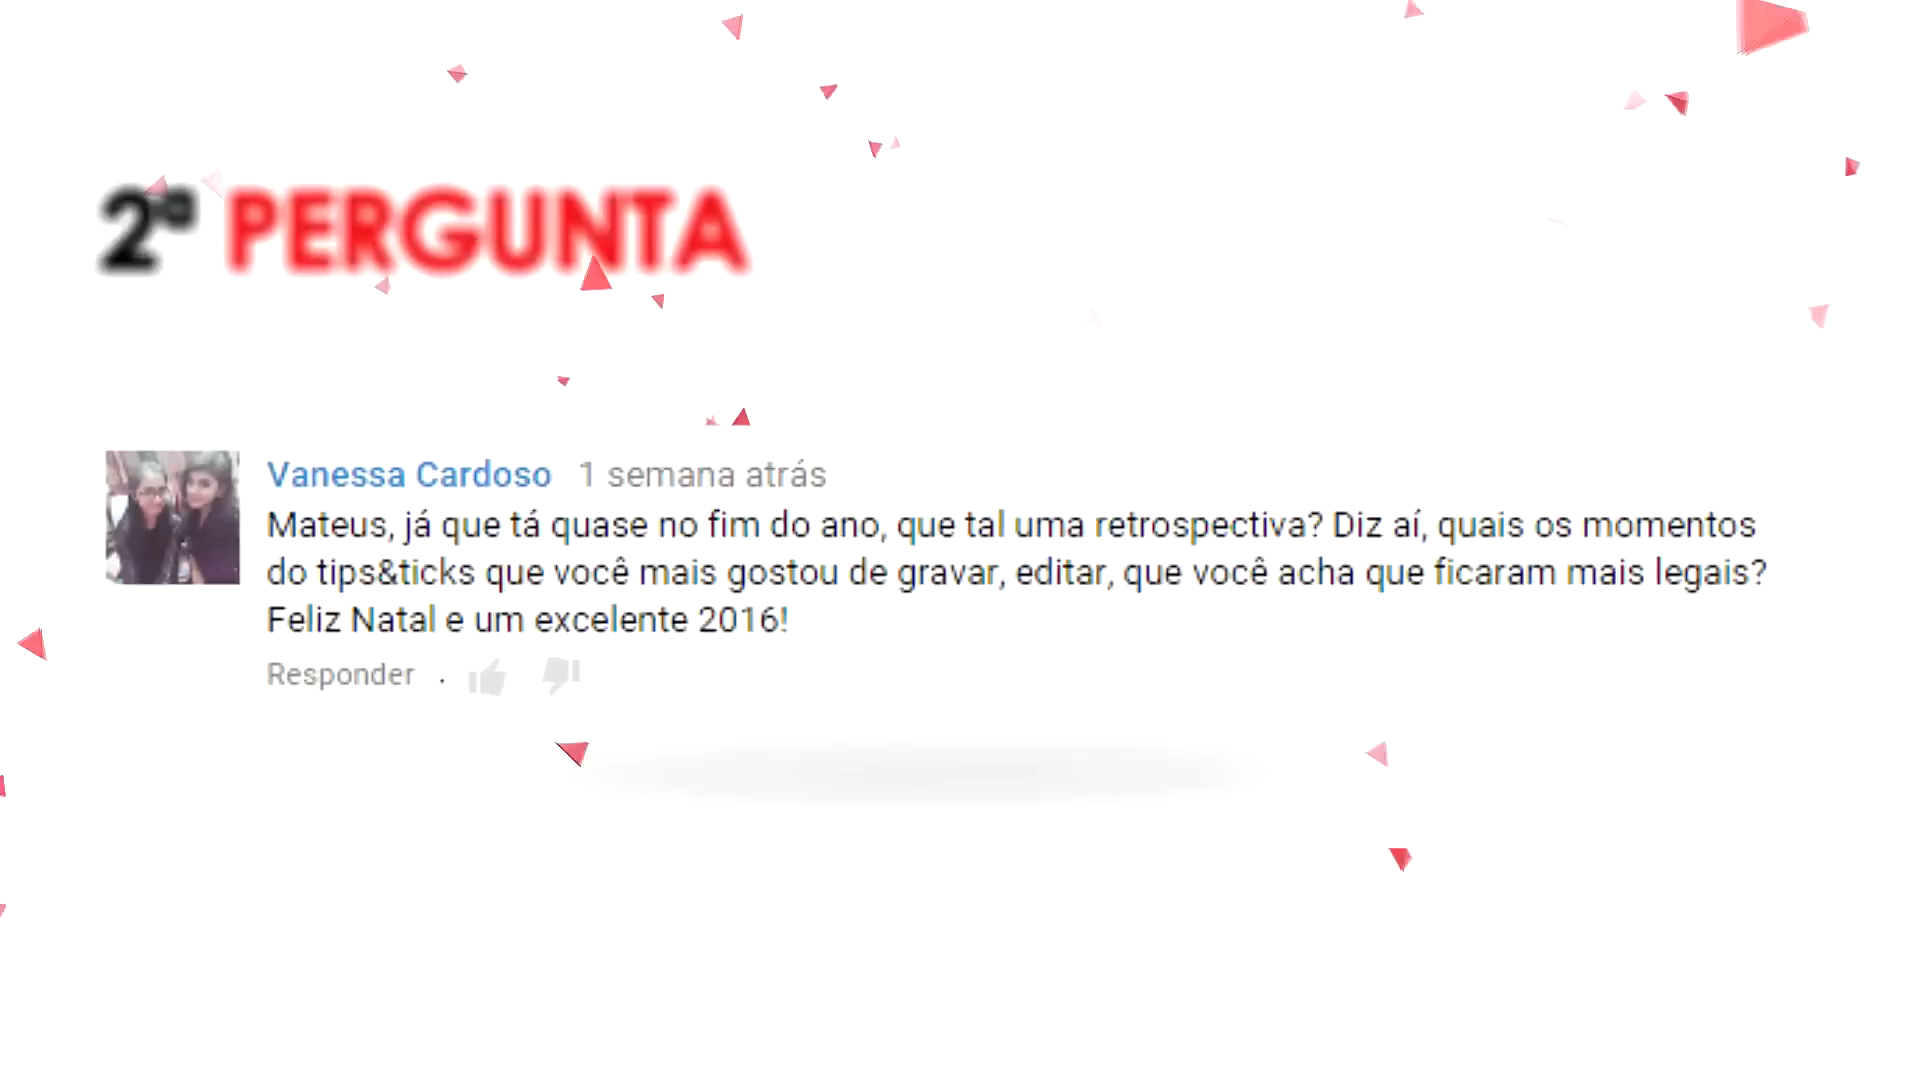 2ª PERGUNTA
Vanessa Cardoso 1 semana atrás
Mateus, já que tá quase no fim do ano, que tal uma retrospectiva? Diz aí, quais os momentos
do tips&ticks que você mais gostou de gravar, editar, que você acha que ficaram mais legais?
Feliz Natal e um excelente 2016!
Responder .